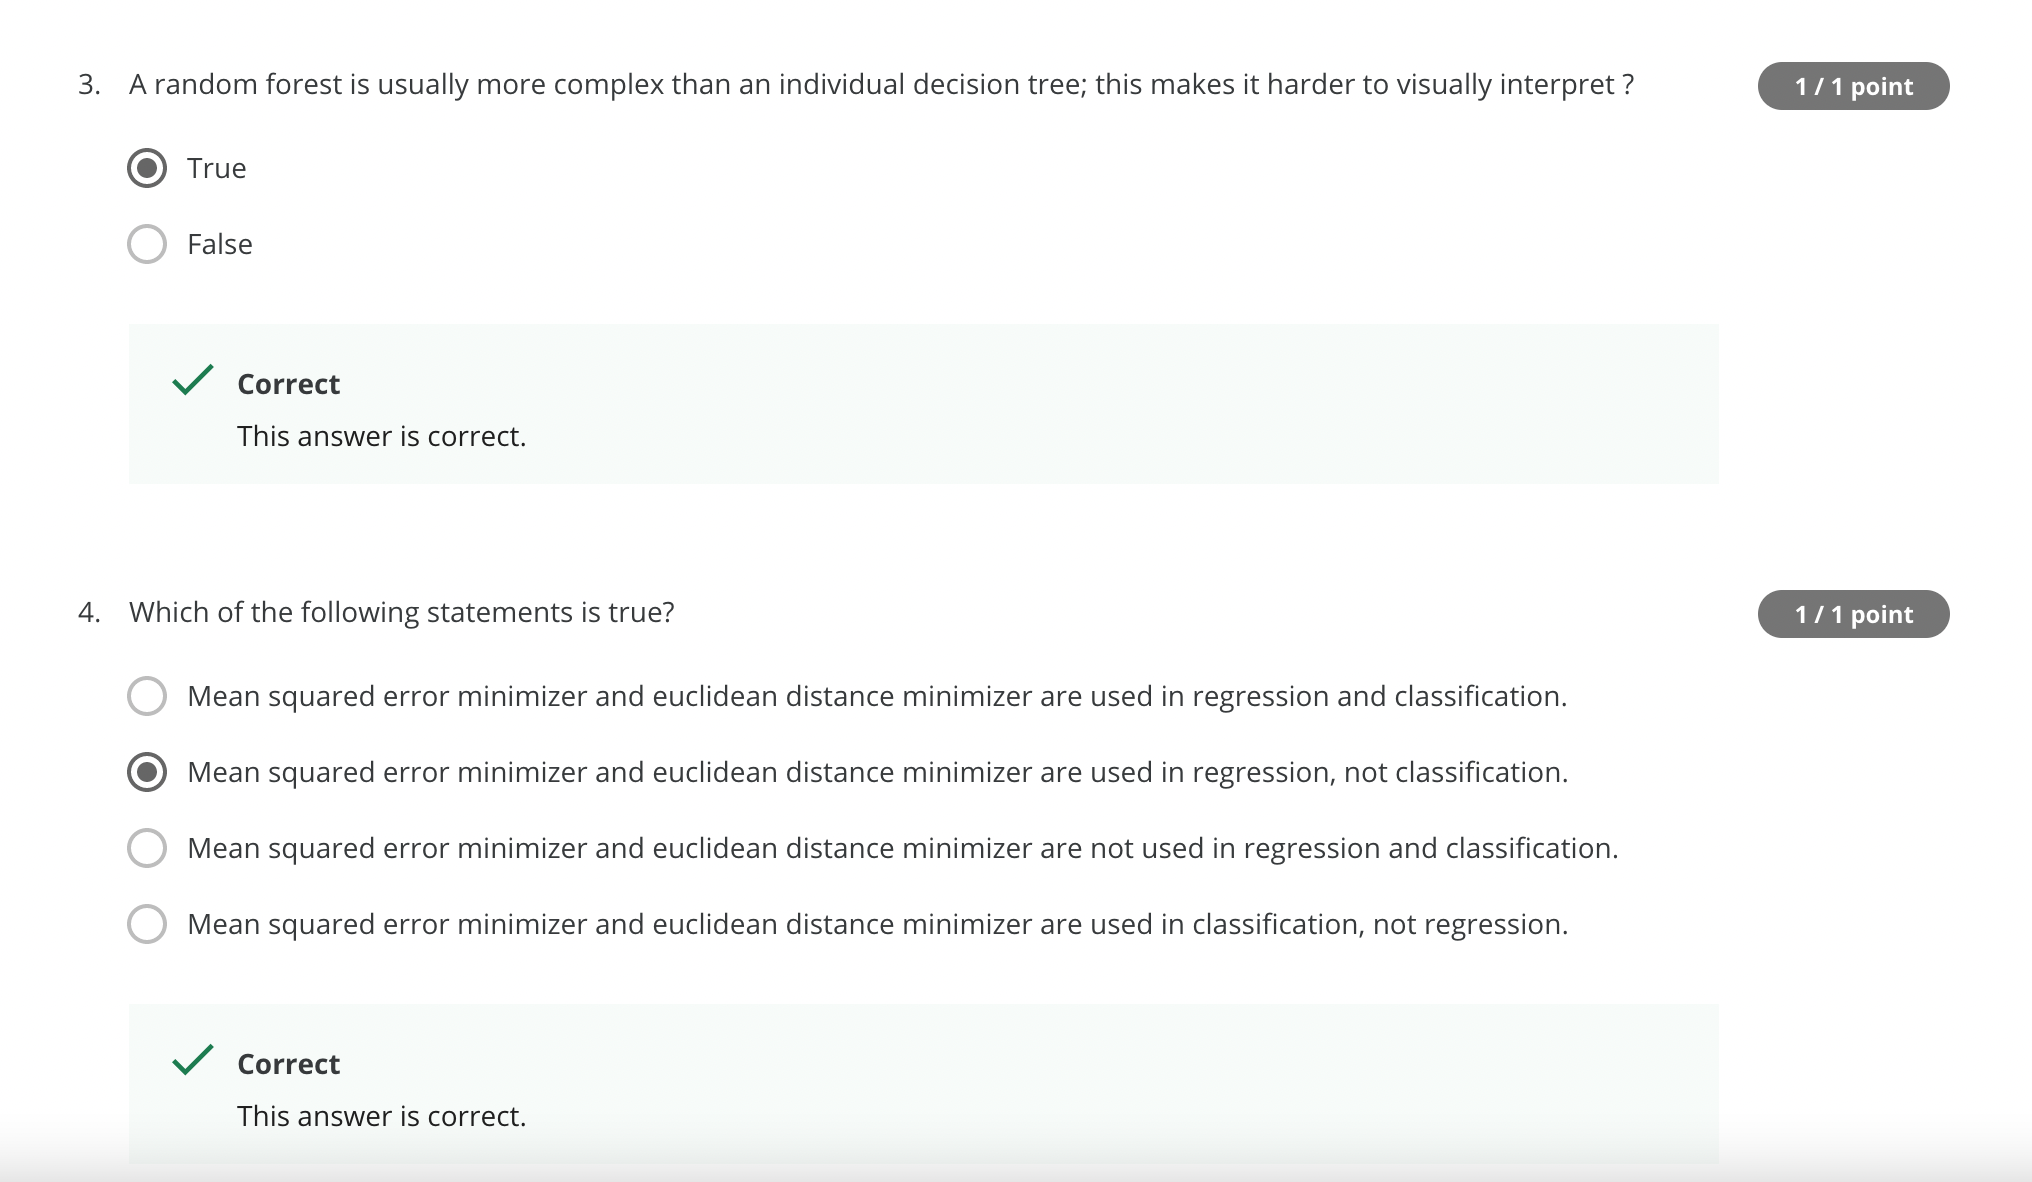 3. A random forest is usually more complex than an individual decision tree; this makes it harder to visually interpret ?
1 / 1 point
True
False
Correct
This answer is correct.
4. Which of the following statements is true?
1 / 1 point
Mean squared error minimizer and euclidean distance minimizer are used in regression and classification.
Mean squared error minimizer and euclidean distance minimizer are used in regression, not classification.
Mean squared error minimizer and euclidean distance minimizer are not used in regression and classification.
Mean squared error minimizer and euclidean distance minimizer are used in classification, not regression.
Correct
This answer is correct.